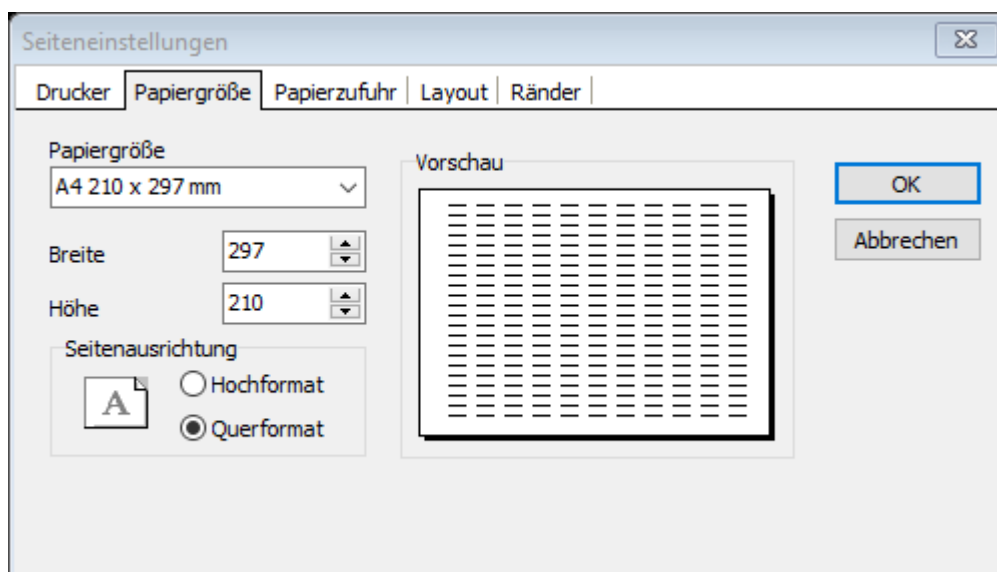 Seiteneinstellungen
Drucker Papiergröße Papierzufuhr Layout Ränder
Papiergröße
A4 210 x 297 mm
Breite 297
Höhe 210
Seitenausrichtung
A
Hochformat
Querformat
Vorschau
OK
Abbrechen